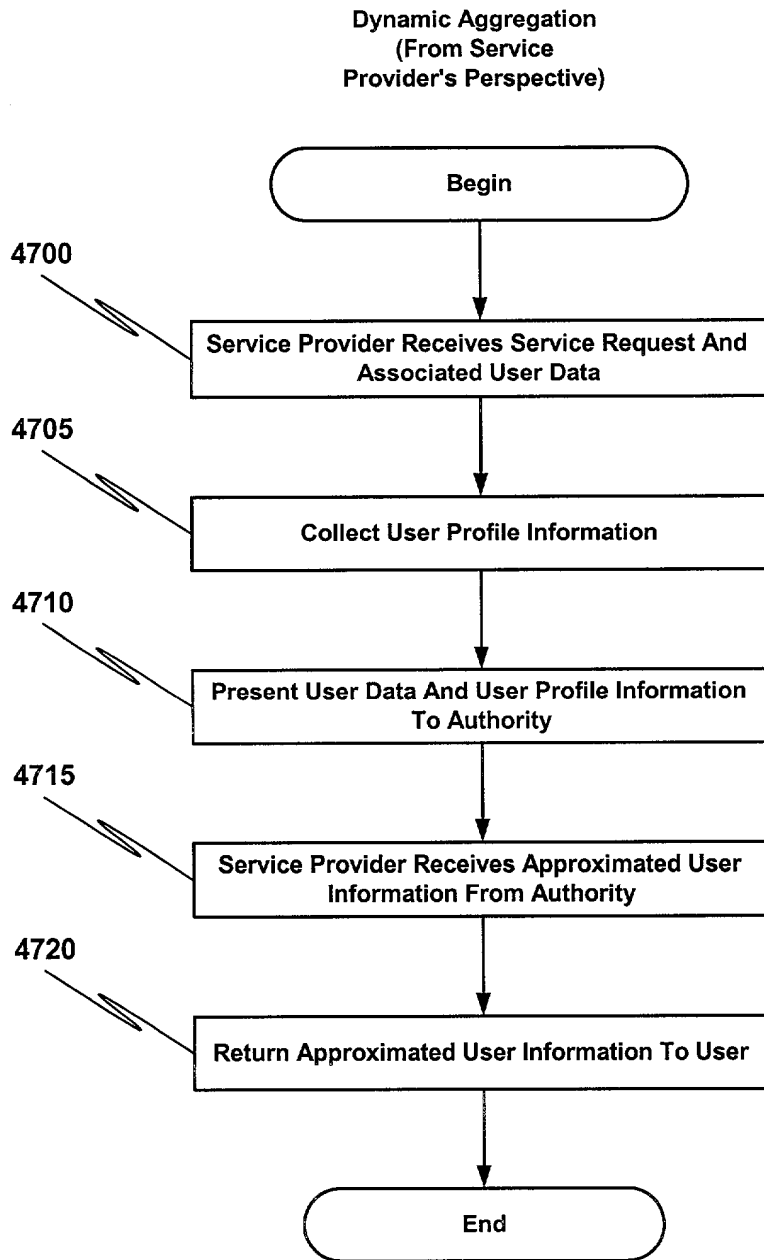 Dynamic Aggregation
(From Service
Provider's Perspective)
Begin
4700
Service Provider Receives Service Request And
Associated User Data
4705
Collect User Profile Information
4710
Present User Data And User Profile Information
To Authority
4715
Service Provider Receives Approximated User
Information From Authority
4720
Return Approximated User Information To User
End